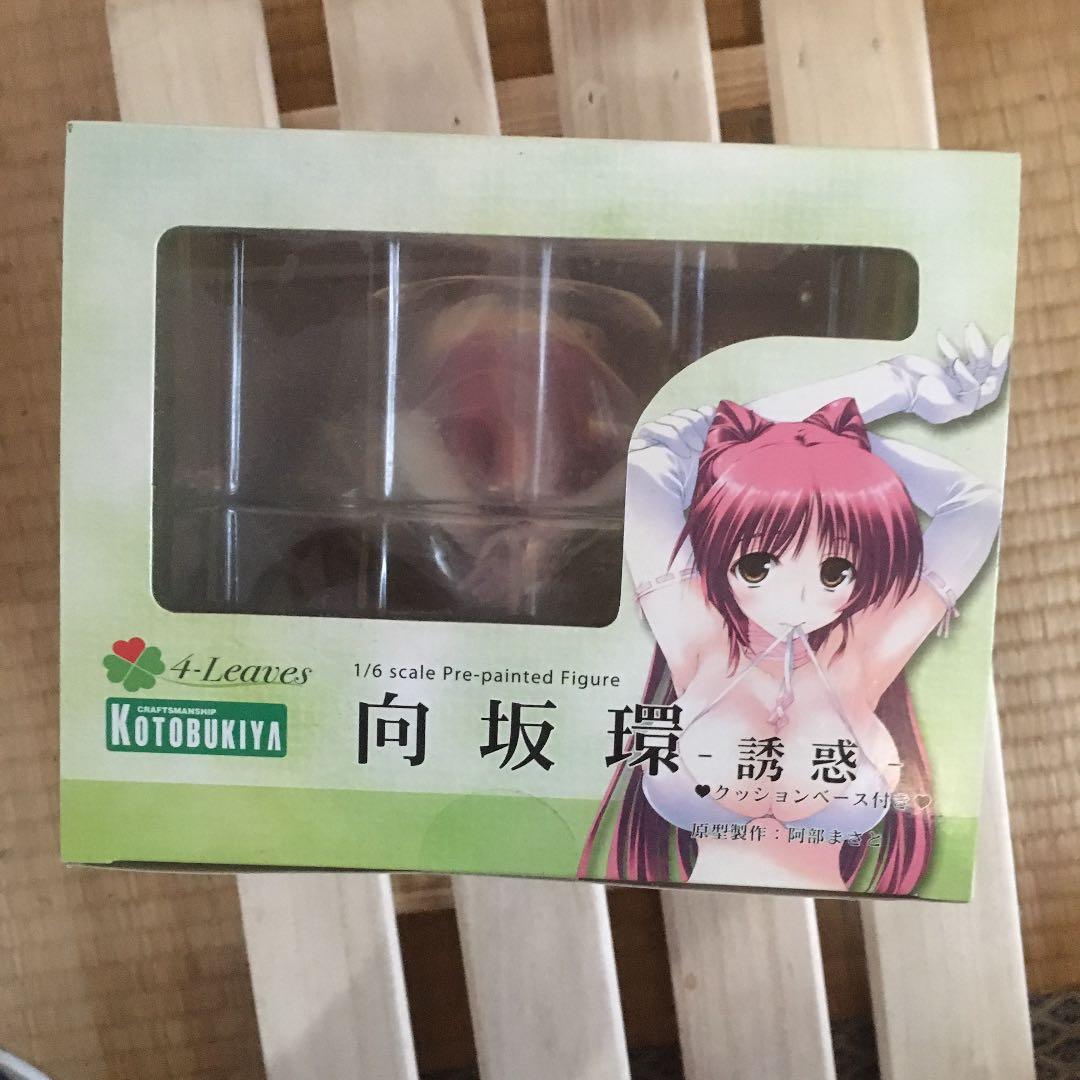 4-Leaves
1/6 scale Pre-painted Figure
CRAFTSMANSHIP
KOTOBUKIYA
向坂環
-誘惑-
♥クッションベース付き♡
原型製作：阿部まさと